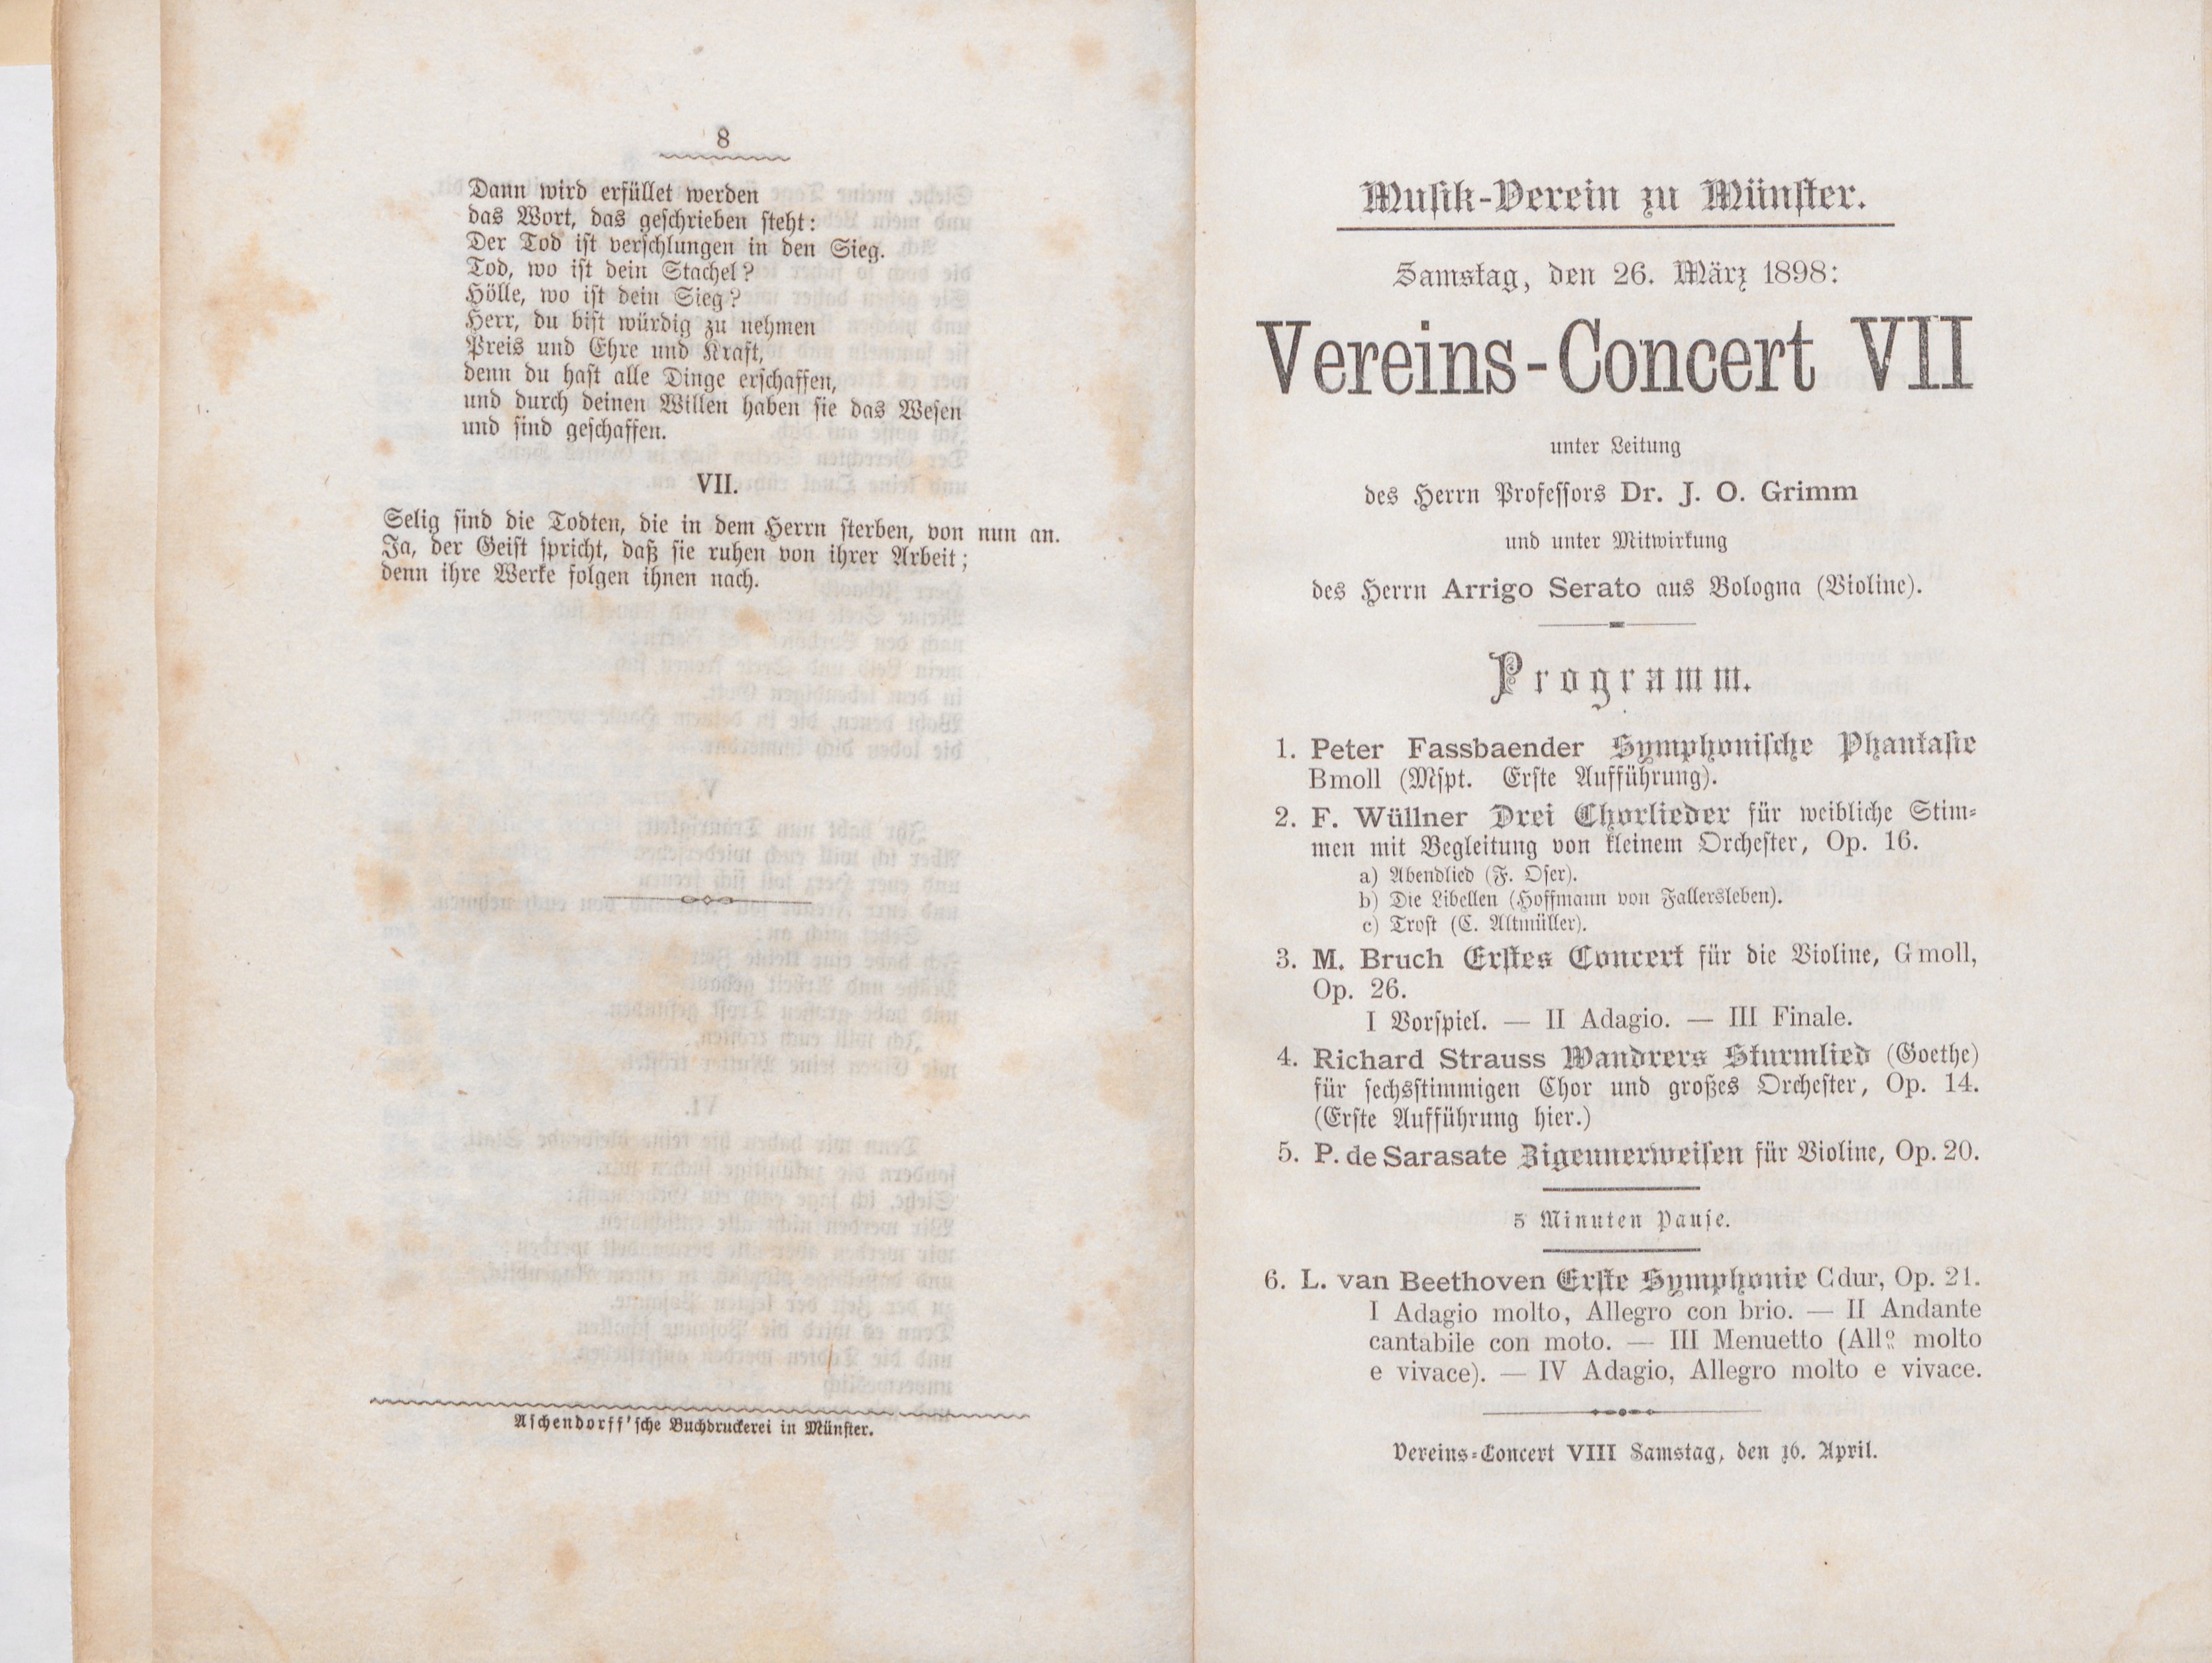 8
Dann wird erfüllet werden
das Wort, das geschrieben steht:
Der Tod ist verschlungen in den Sieg.
Tod, wo ist dein Stachel?
Hölle, wo ist dein Sieg?
Herr, du bist würdig zu nehmen
Preis und Ehre und Kraft,
denn du hast alle Dinge erschaffen,
und durch deinen Willen haben sie das Wesen
und sind geschaffen.
VII.
Selig sind die Todten, die in dem Herrn sterben, von nun an.
Ja, der Geist spricht, daß sie ruhen von ihrer Arbeit;
denn ihre Werke folgen ihnen nach.
Aschendorff'sche Buchdruckerei in Münster.
Musik-Verein zu Münster.
Samstag, den 26. März 1898:
Vereins-Concert VII
unter Leitung
des Herrn Professors Dr. J. O. Grimm
und unter Mitwirkung
des Herrn Arrigo Serato aus Bologna (Violine).
Programm.
1. Peter Fassbaender Symphonische Phantasie
Bmoll (Mspt. Erste Aufführung).
2. F. Wüllner Drei Chorlieder für weibliche Stim-
men mit Begleitung von kleinem Orchester, Op. 16.
a) Abendlied (F. Oser).
b) Die Libellen (Hoffmann von Fallersleben).
c) Trost (C. Altmüller).
3. M. Bruch Erstes Concert für die Violine, Gmoll,
Op. 26.
I Vorspiel. — II Adagio. — III Finale.
4. Richard Strauss Wandrers Sturmlied (Goethe)
für sechsstimmigen Chor und großes Orchester, Op. 14.
(Erste Aufführung hier.)
5. P. de Sarasate Zigeunerweisen für Violine, Op. 20.
5 Minuten Pause.
6. L. van Beethoven Erste Symphonie Cdur, Op. 21.
I Adagio molto, Allegro con brio. — II Andante
cantabile con moto. — III Menuetto (Allo molto
e vivace). — IV Adagio, Allegro molto e vivace.
Vereins-Concert VIII Samstag, den 16. April.